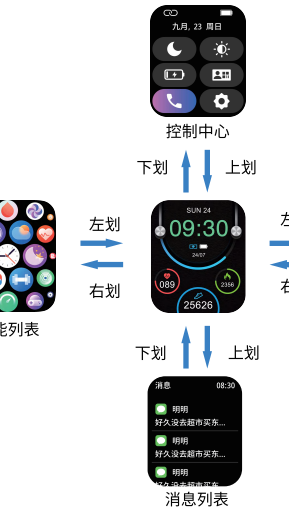 九月, 23 周日
控制中心
下划
上划
左划
左
SUN 24
09:30
24/07
089
2356
25626
右划
右
能列表
下划
上划
消息 08:30
明明
好久没去超市买东...
明明
好久没去超市买东...
明明
好久没去超市买东...
消息列表